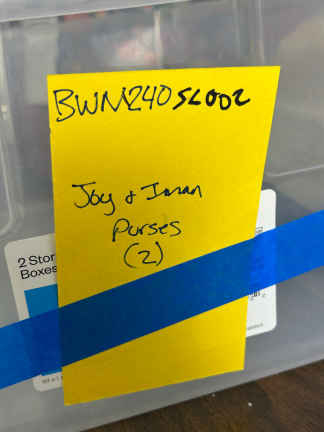 BWN240SL002
Joy & Iman
Purses
(2)
2 Stor
Boxes